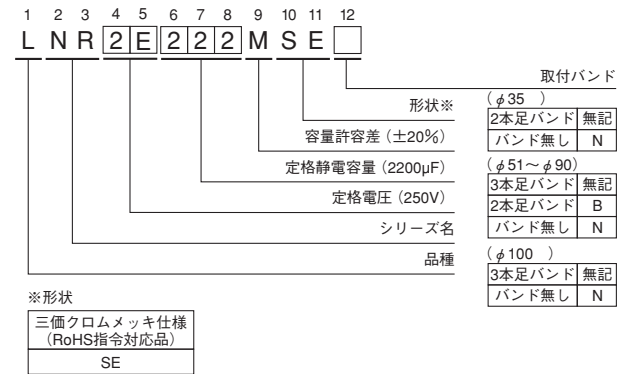 1 2 3 4 5 6 7 8 9 10 11 12
L N R 2 E 2 2 2 M S E
取付バンド
形状※
容量許容差（±20％）
定格静電容量（2200µF）
定格電圧（250V）
シリーズ名
品種
（φ35　）
2本足バンド 無記
バンド無し N
（φ51～φ90）
3本足バンド 無記
2本足バンド B
バンド無し N
（φ100　）
3本足バンド 無記
バンド無し N
※形状
三価クロムメッキ仕様
（RoHS指令対応品）
SE